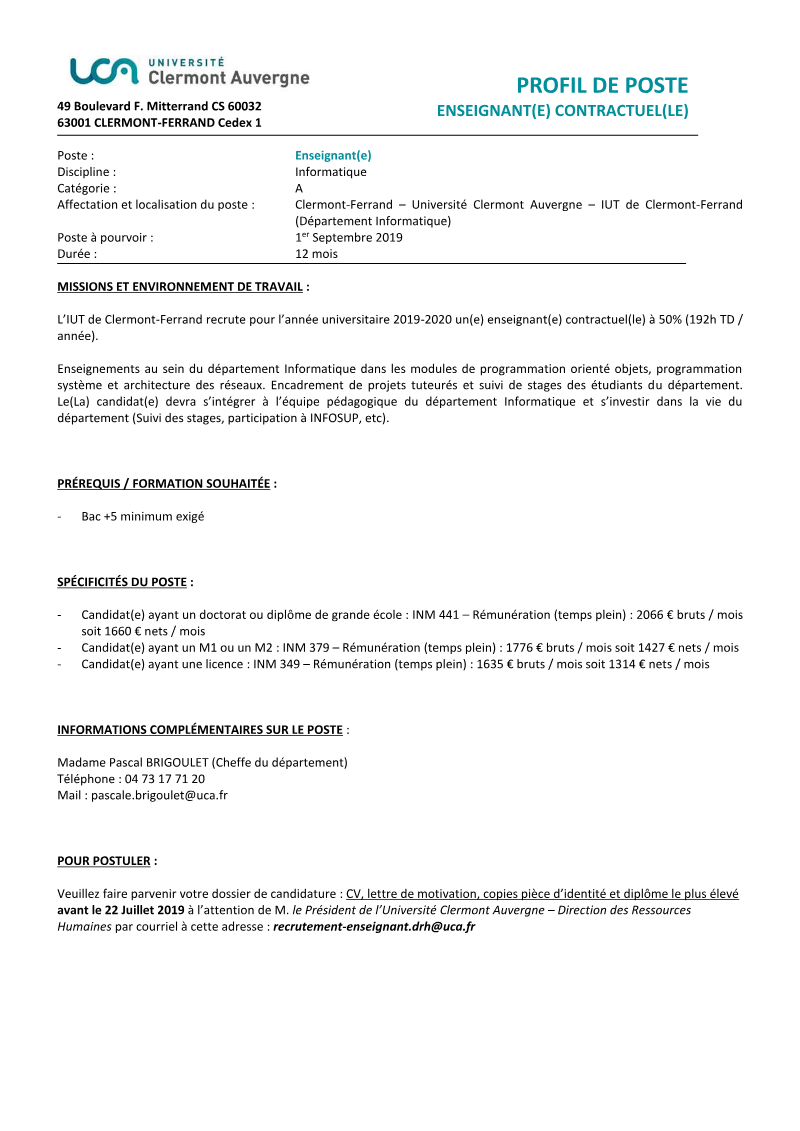 UCA UNIVERSITÉ
Clermont Auvergne
49 Boulevard F. Mitterrand CS 60032
63001 CLERMONT-FERRAND Cedex 1
PROFIL DE POSTE
ENSEIGNANT(E) CONTRACTUEL(LE)
Poste : Enseignant(e)
Discipline : Informatique
Catégorie : A
Affectation et localisation du poste : Clermont-Ferrand – Université Clermont Auvergne – IUT de Clermont-Ferrand
(Département Informatique)
Poste à pourvoir : 1er Septembre 2019
Durée : 12 mois
MISSIONS ET ENVIRONNEMENT DE TRAVAIL :
L'IUT de Clermont-Ferrand recrute pour l'année universitaire 2019-2020 un(e) enseignant(e) contractuel(le) à 50% (192h TD /
année).
Enseignements au sein du département Informatique dans les modules de programmation orienté objets, programmation
système et architecture des réseaux. Encadrement de projets tuteurés et suivi de stages des étudiants du département.
Le(La) candidat(e) devra s'intégrer à l'équipe pédagogique du département Informatique et s'investir dans la vie du
département (Suivi des stages, participation à INFOSUP, etc).
PRÉREQUIS / FORMATION SOUHAITÉE :
- Bac +5 minimum exigé
SPÉCIFICITÉS DU POSTE :
- Candidat(e) ayant un doctorat ou diplôme de grande école : INM 441 – Rémunération (temps plein) : 2066 € bruts / mois
soit 1660 € nets / mois
- Candidat(e) ayant un M1 ou un M2 : INM 379 – Rémunération (temps plein) : 1776 € bruts / mois soit 1427 € nets / mois
- Candidat(e) ayant une licence : INM 349 – Rémunération (temps plein) : 1635 € bruts / mois soit 1314 € nets / mois
INFORMATIONS COMPLÉMENTAIRES SUR LE POSTE :
Madame Pascal BRIGOULET (Cheffe du département)
Téléphone : 04 73 17 71 20
Mail : pascale.brigoulet@uca.fr
POUR POSTULER :
Veuillez faire parvenir votre dossier de candidature : CV, lettre de motivation, copies pièce d'identité et diplôme le plus élevé
avant le 22 Juillet 2019 à l'attention de M. le Président de l'Université Clermont Auvergne – Direction des Ressources
Humaines par courriel à cette adresse : recrutement-enseignant.drh@uca.fr